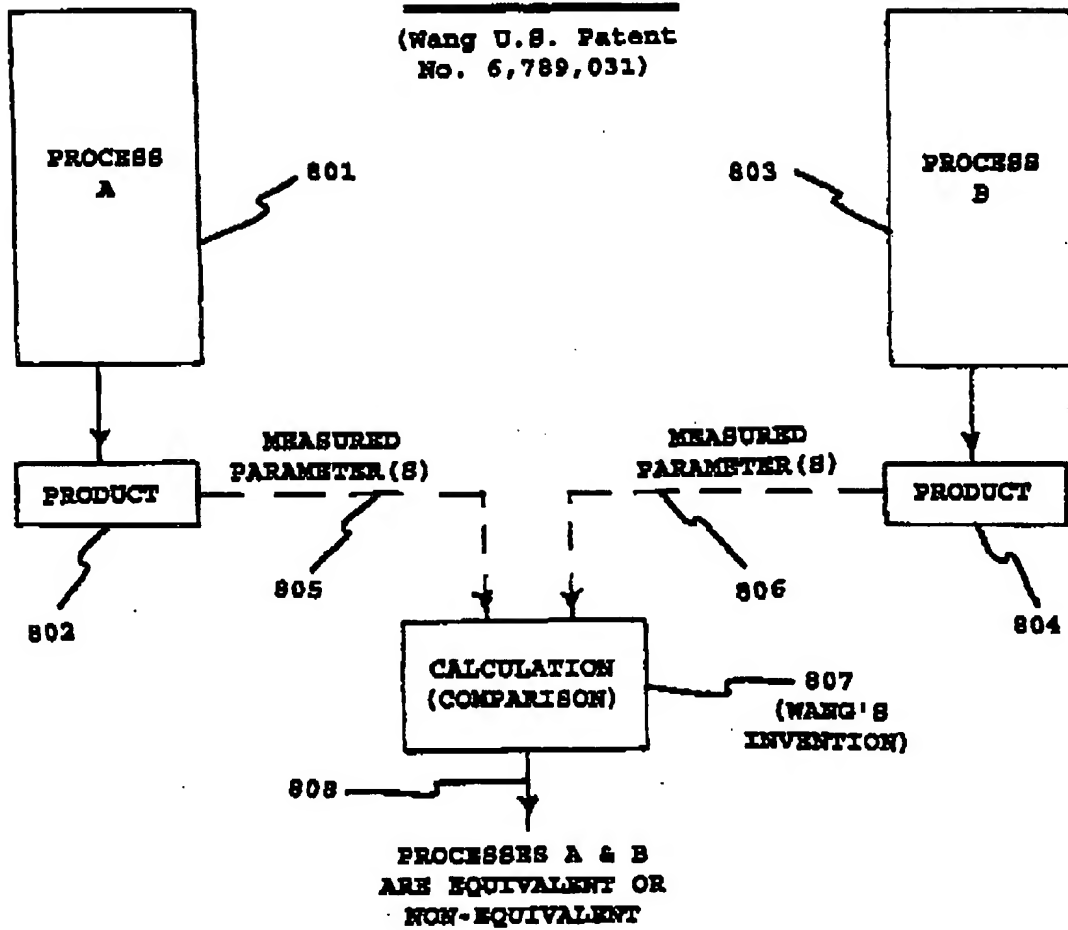 (Wang U.S. Patent
No. 6,789,031)
PROCESS
A
801
803
PROCESS
B
MEASURED
PARAMETER(S)
MEASURED
PARAMETER(S)
PRODUCT
PRODUCT
805
806
802
804
CALCULATION
(COMPARISON)
807
(WANG'S
INVENTION)
808
PROCESSES A & B
ARE EQUIVALENT OR
NON-EQUIVALENT